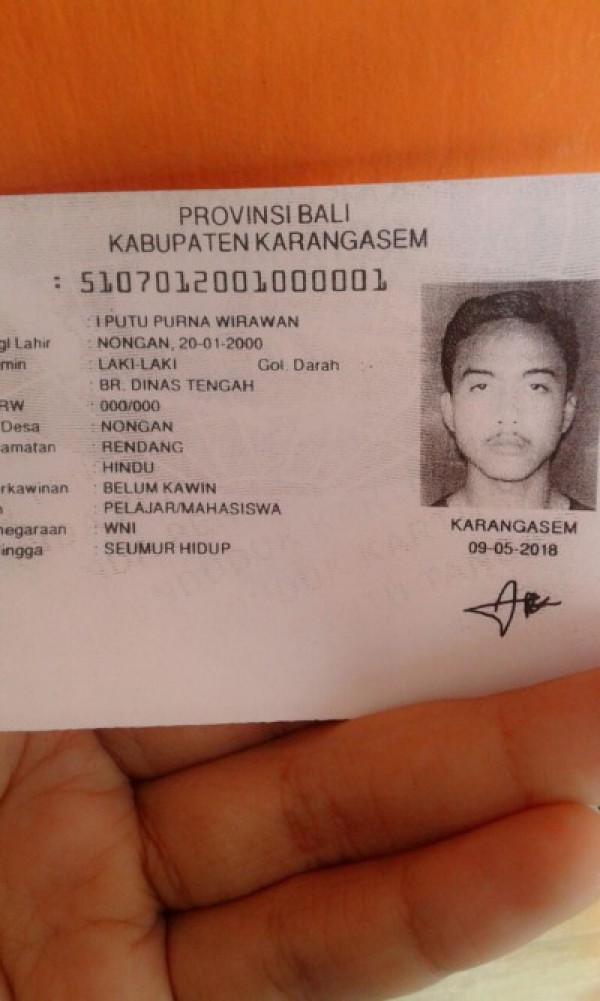 PROVINSI BALI
KABUPATEN KARANGASEM
: 5107012001000001
: I PUTU PURNA WIRAWAN
gl Lahir : NONGAN, 20-01-2000
min : LAKI-LAKI Gol. Darah :
: BR. DINAS TENGAH
RW : 000/000
Desa : NONGAN
amatan : RENDANG
: HINDU
rkawinan : BELUM KAWIN
: PELAJAR/MAHASISWA
negaraan : WNI
ingga : SEUMUR HIDUP
KARANGASEM
09-05-2018